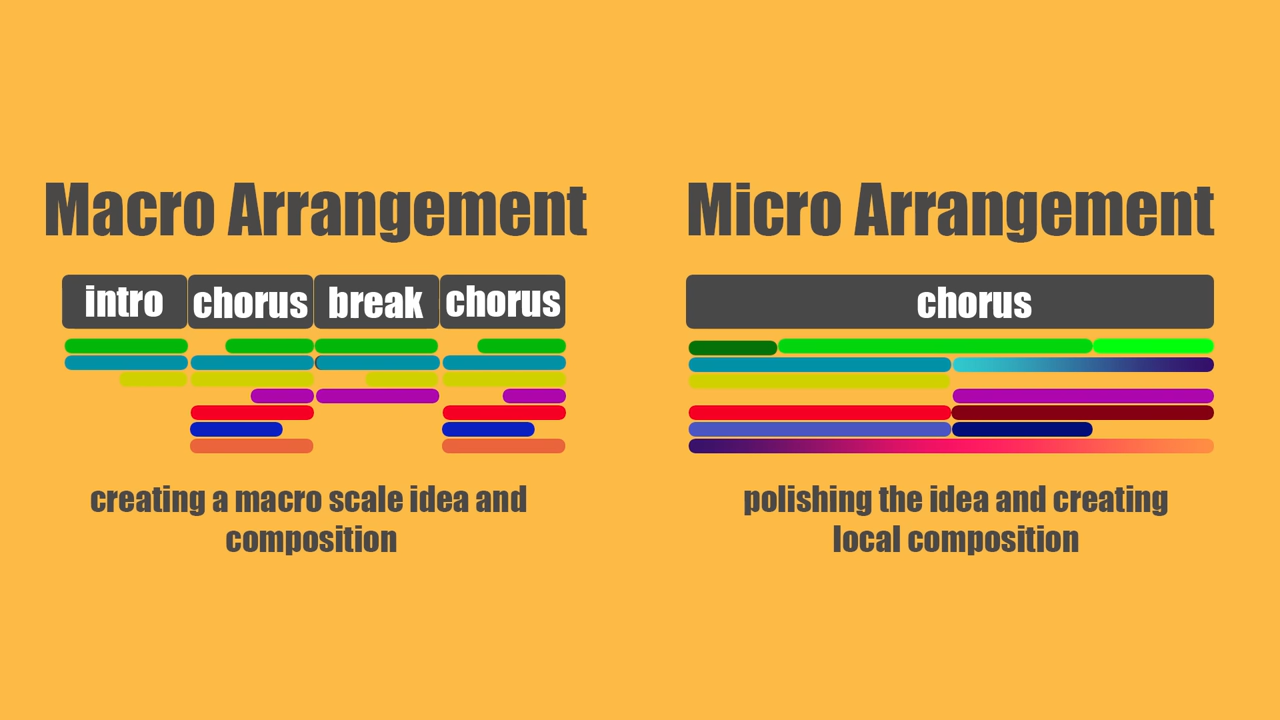 Macro Arrangement
intro chorus break chorus
creating a macro scale idea and
composition
Micro Arrangement
chorus
polishing the idea and creating
local composition